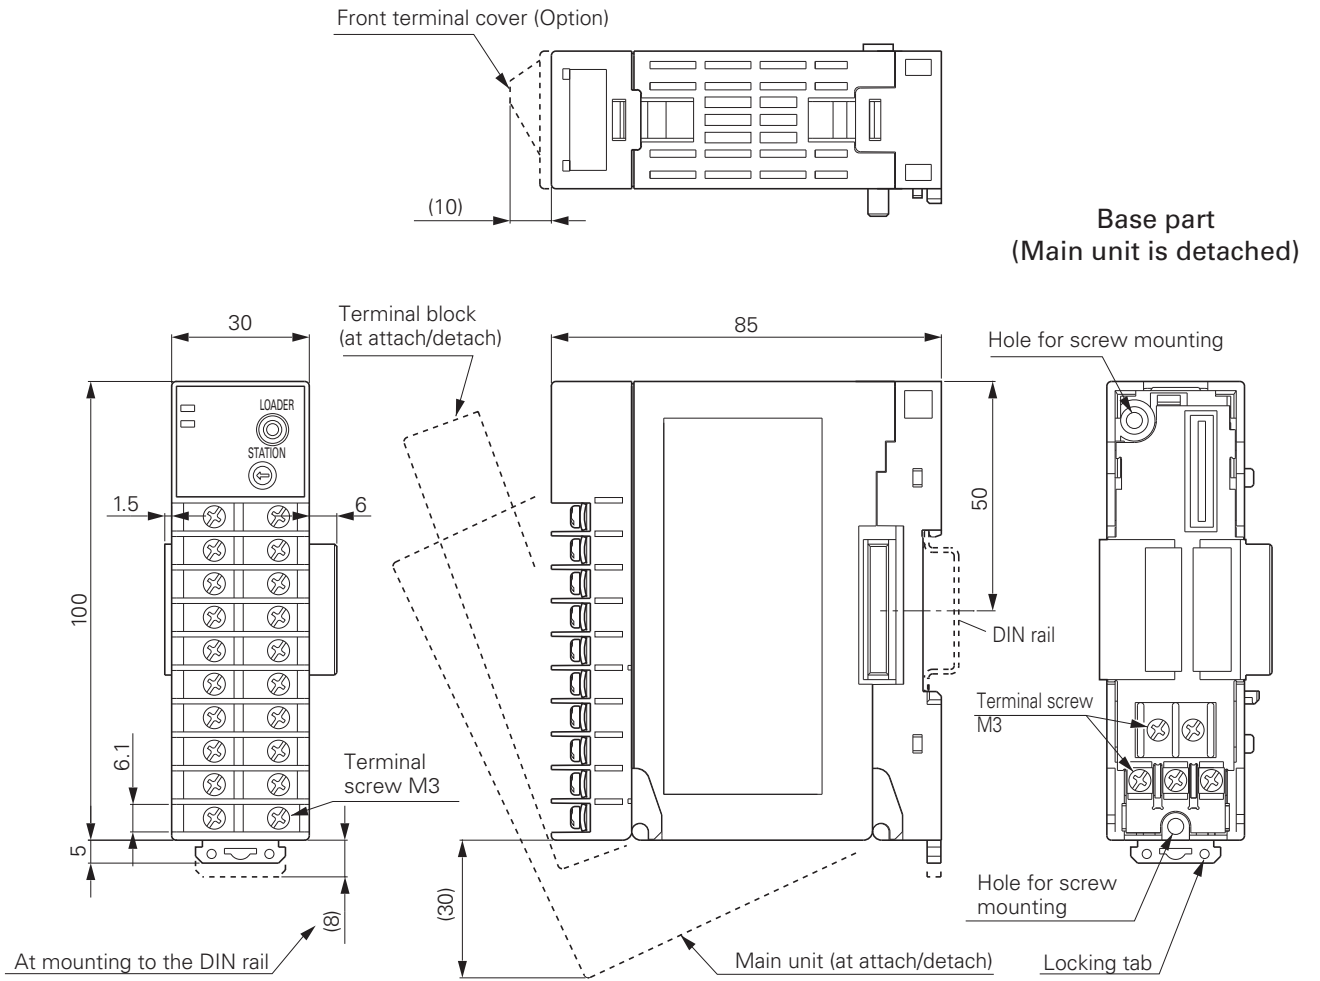 Front terminal cover (Option)
(10)
Base part
(Main unit is detached)
30
Terminal block
(at attach/detach)
85
Hole for screw mounting
LOADER
STATION
1.5
6
50
100
DIN rail
Terminal screw
M3
6.1
Terminal
screw M3
5
(8)
(30)
Hole for screw
mounting
At mounting to the DIN rail
Main unit (at attach/detach)
Locking tab